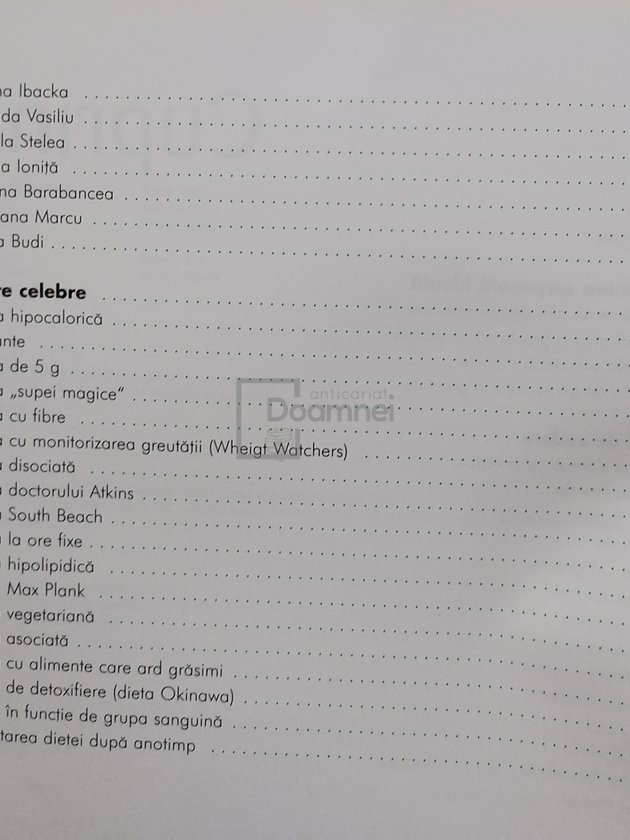 na Ibacka
da Vasiliu
la Stelea
a Ioniță
na Barabancea
ana Marcu
a Budi
re celebre
a hipocalorică
ante
a de 5 g
a „supei magice“
a cu fibre
a cu monitorizarea greutății (Wheigt Watchers)
a disociată
a doctorului Atkins
a South Beach
a la ore fixe
a hipolipidică
Max Plank
vegetariană
asociată
cu alimente care ard grăsimi
de detoxifiere (dieta Okinawa)
în funcție de grupa sanguină
tarea dietei după anotimp
anticariat
Doamnei